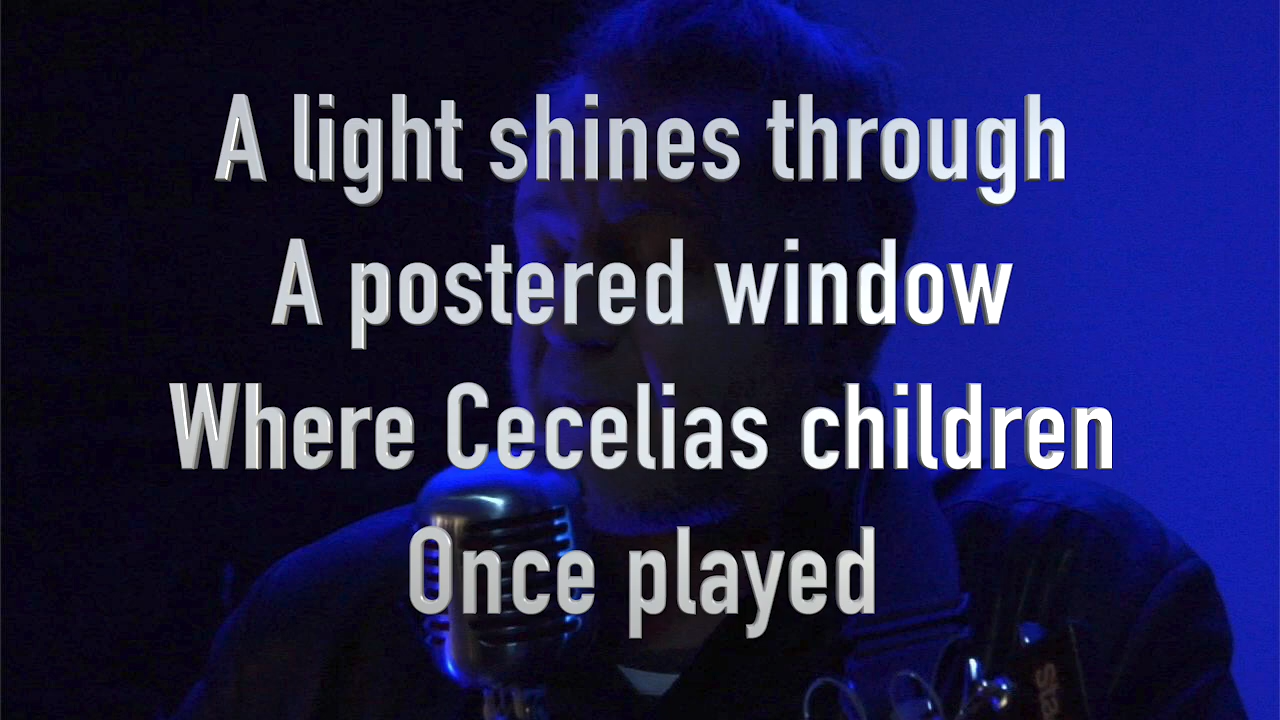 A light shines through
A postered window
Where Cecelias children
Once played